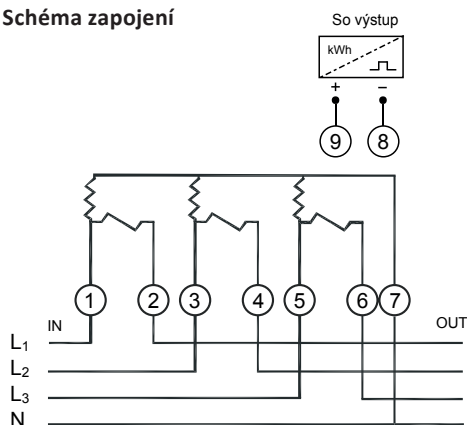 Schéma zapojení
So výstup
kWh
+ −
9 8
1 2 3 4 5 6 7
IN OUT
L1
L2
L3
N